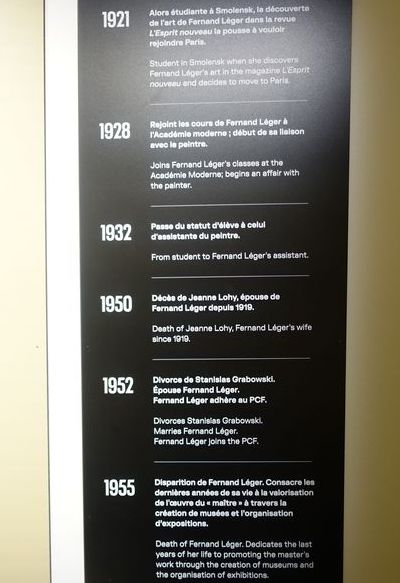 1921
Alors étudiante à Smolensk, la découverte
de l'art de Fernand Léger dans la revue
L'Esprit nouveau la pousse à vouloir
rejoindre Paris.
Student in Smolensk when she discovers
Fernand Léger's art in the magazine L'Esprit
nouveau and decides to move to Paris.
1928
Rejoint les cours de Fernand Léger à
l'Académie moderne ; début de sa liaison
avec le peintre.
Joins Fernand Léger's classes at the
Académie Moderne; begins an affair with
the painter.
1932
Passe du statut d'élève à celui
d'assistante du peintre.
From student to Fernand Léger's assistant.
1950
Décès de Jeanne Lohy, épouse de
Fernand Léger depuis 1919.
Death of Jeanne Lohy, Fernand Léger's wife
since 1919.
1952
Divorce de Stanislas Grabowski.
Épouse Fernand Léger.
Fernand Léger adhère au PCF.
Divorces Stanislas Grabowski.
Marries Fernand Léger.
Fernand Léger joins the PCF.
1955
Disparition de Fernand Léger. Consacre les
dernières années de sa vie à la valorisation
de l'œuvre du « maître » à travers la
création de musées et l'organisation
d'expositions.
Death of Fernand Léger. Dedicates the last
years of her life to promoting the master's
work through the creation of museums and
the organisation of exhibitions.